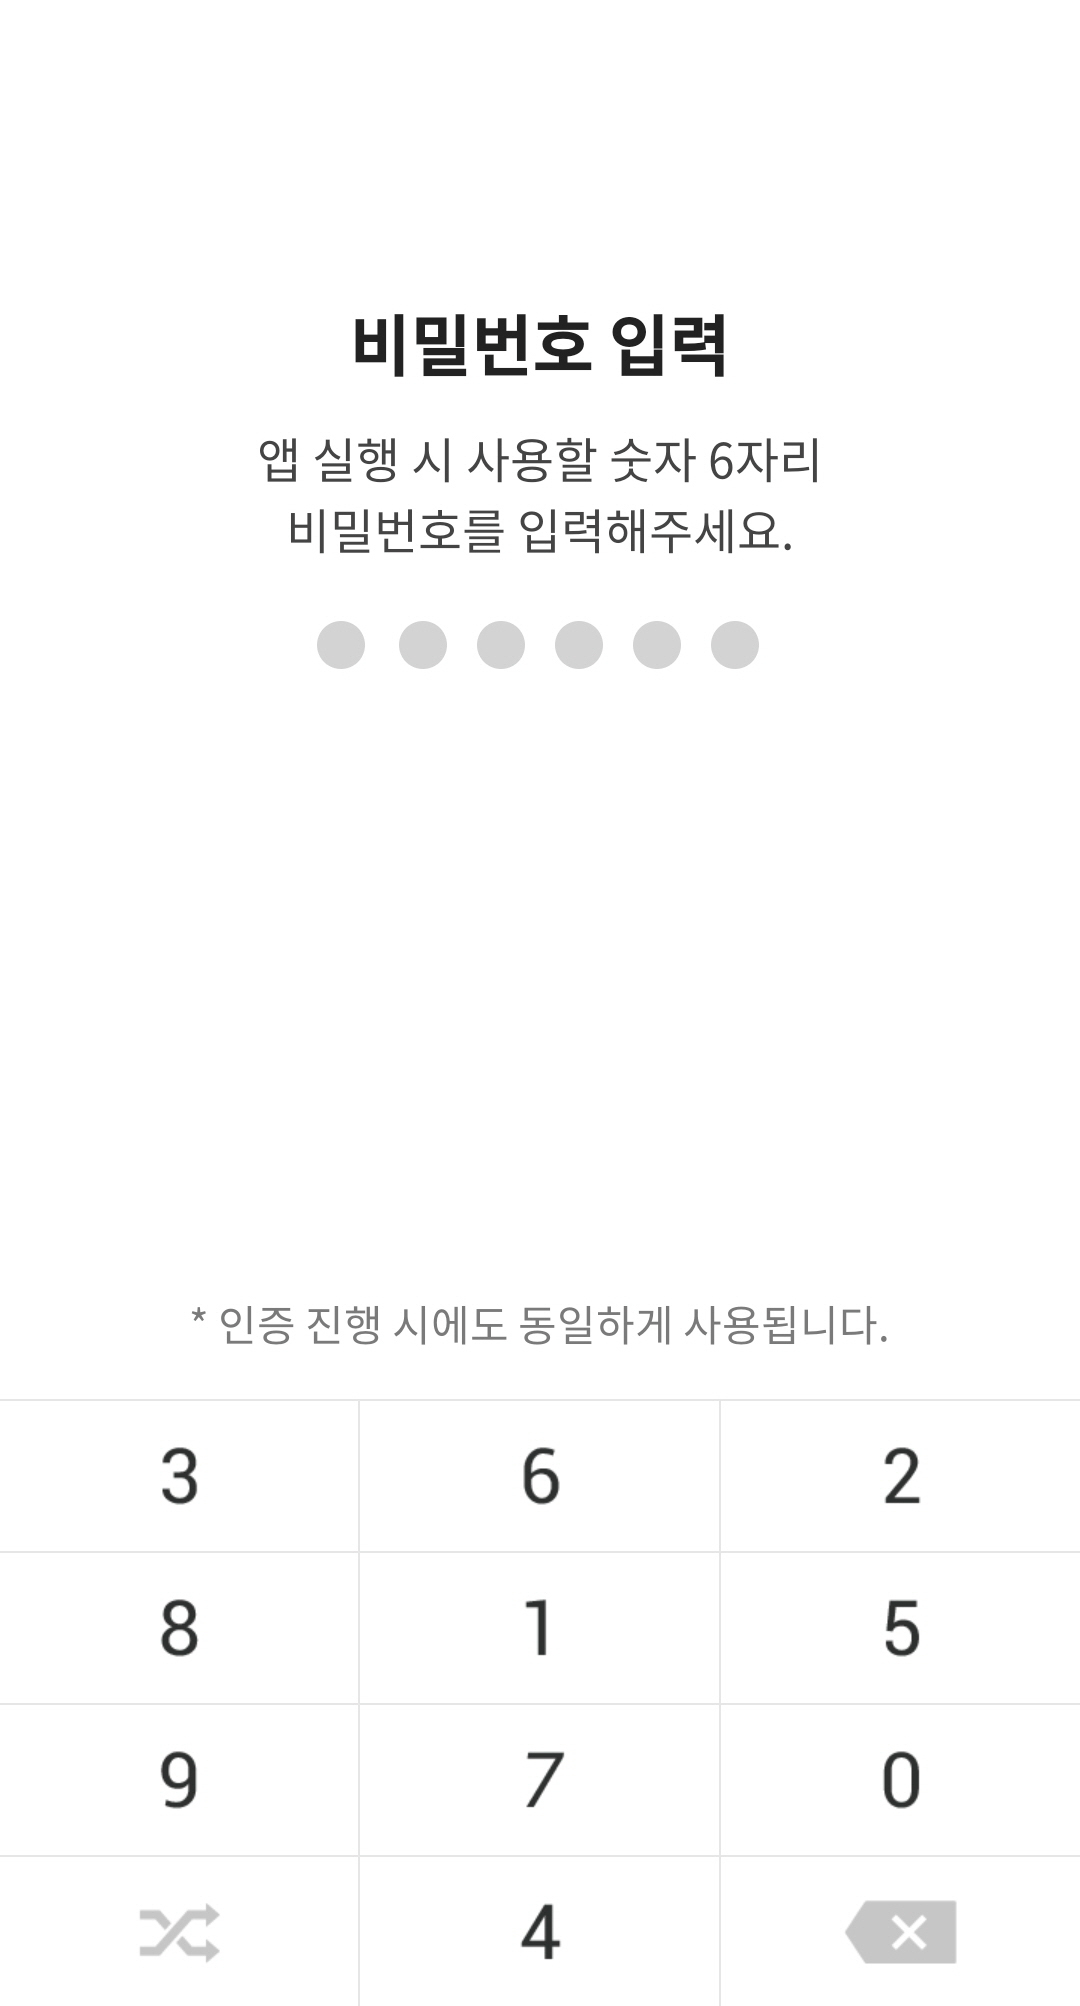 비밀번호 입력
앱 실행 시 사용할 숫자 6자리
비밀번호를 입력해주세요.
* 인증 진행 시에도 동일하게 사용됩니다.
3 6 2
8 1 5
9 7 0
4